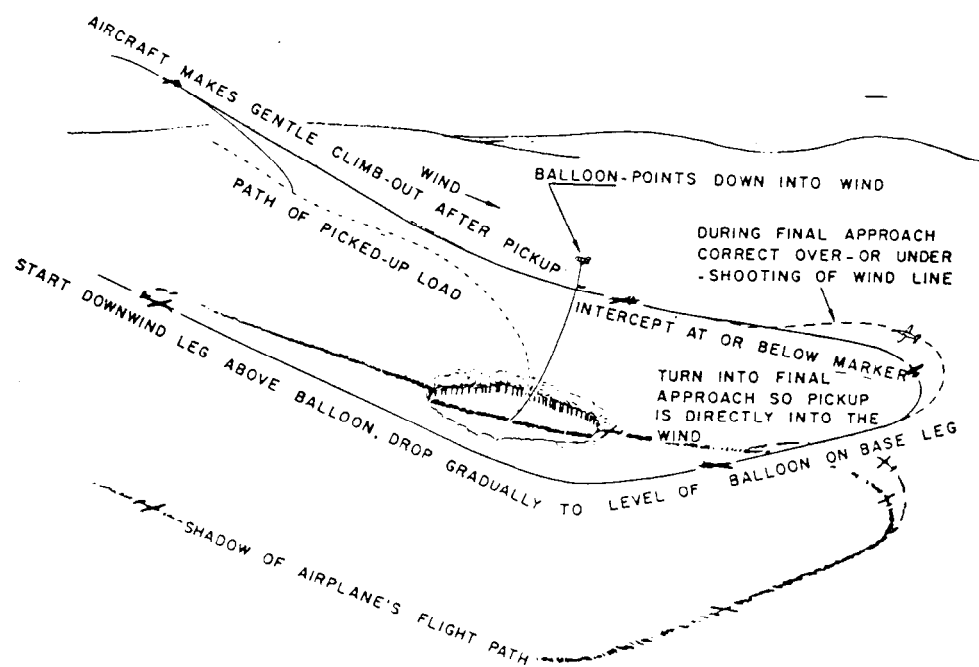 AIRCRAFT MAKES GENTLE CLIMB-OUT AFTER PICKUP
WIND
BALLOON-POINTS DOWN INTO WIND
PATH OF PICKED-UP LOAD
DURING FINAL APPROACH
CORRECT OVER-OR UNDER
-SHOOTING OF WIND LINE
INTERCEPT AT OR BELOW MARKER
TURN INTO FINAL
APPROACH SO PICKUP
IS DIRECTLY INTO THE
WIND
START DOWNWIND LEG ABOVE BALLOON, DROP GRADUALLY TO LEVEL OF BALLOON ON BASE LEG
SHADOW OF AIRPLANE'S FLIGHT PATH